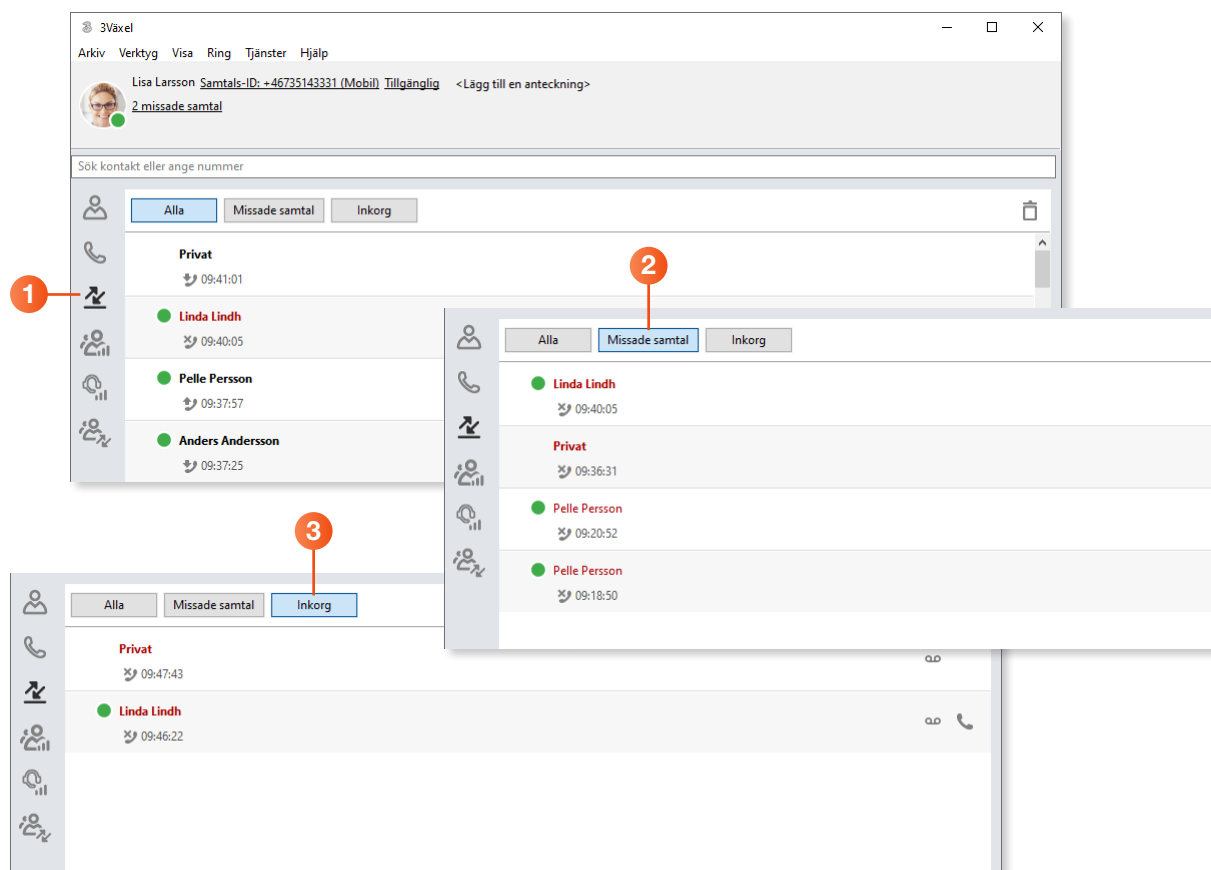 3Växel
Arkiv Verktyg Visa Ring Tjänster Hjälp
Lisa Larsson Samtals-ID: +46735143331 (Mobil) Tillgänglig <Lägg till en anteckning>
2 missade samtal
Sök kontakt eller ange nummer
Alla Missade samtal Inkorg
Privat
09:41:01
1
Linda Lindh
09:40:05
Pelle Persson
09:37:57
Anders Andersson
09:37:25
2
Alla Missade samtal Inkorg
Linda Lindh
09:40:05
Privat
09:36:31
Pelle Persson
09:20:52
Pelle Persson
09:18:50
3
Alla Missade samtal Inkorg
Privat
09:47:43
Linda Lindh
09:46:22